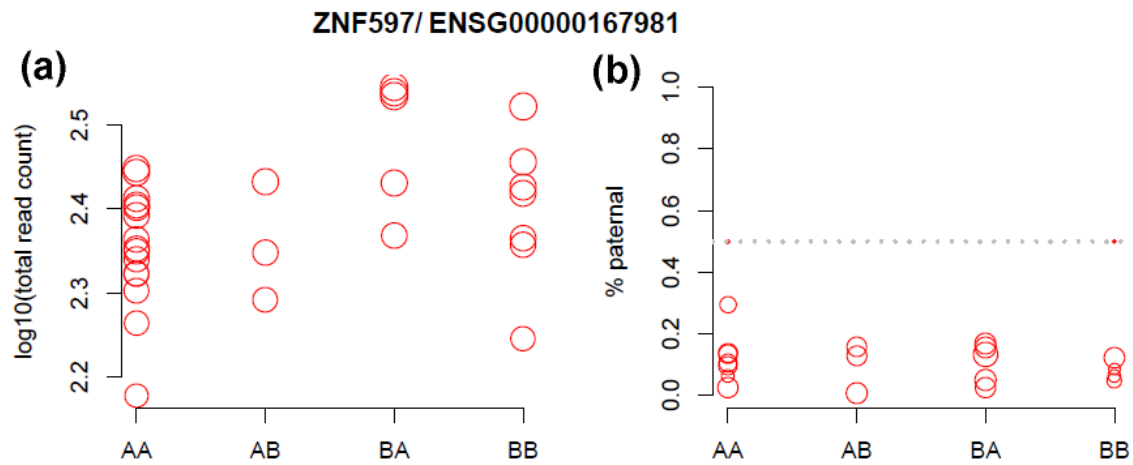 ZNF597/ ENSG00000167981
(a)
log10(total read count)
2.5
2.4
2.3
2.2
AA
AB
BA
BB
(b)
% paternal
1.0
0.8
0.6
0.4
0.2
0.0
AA
AB
BA
BB